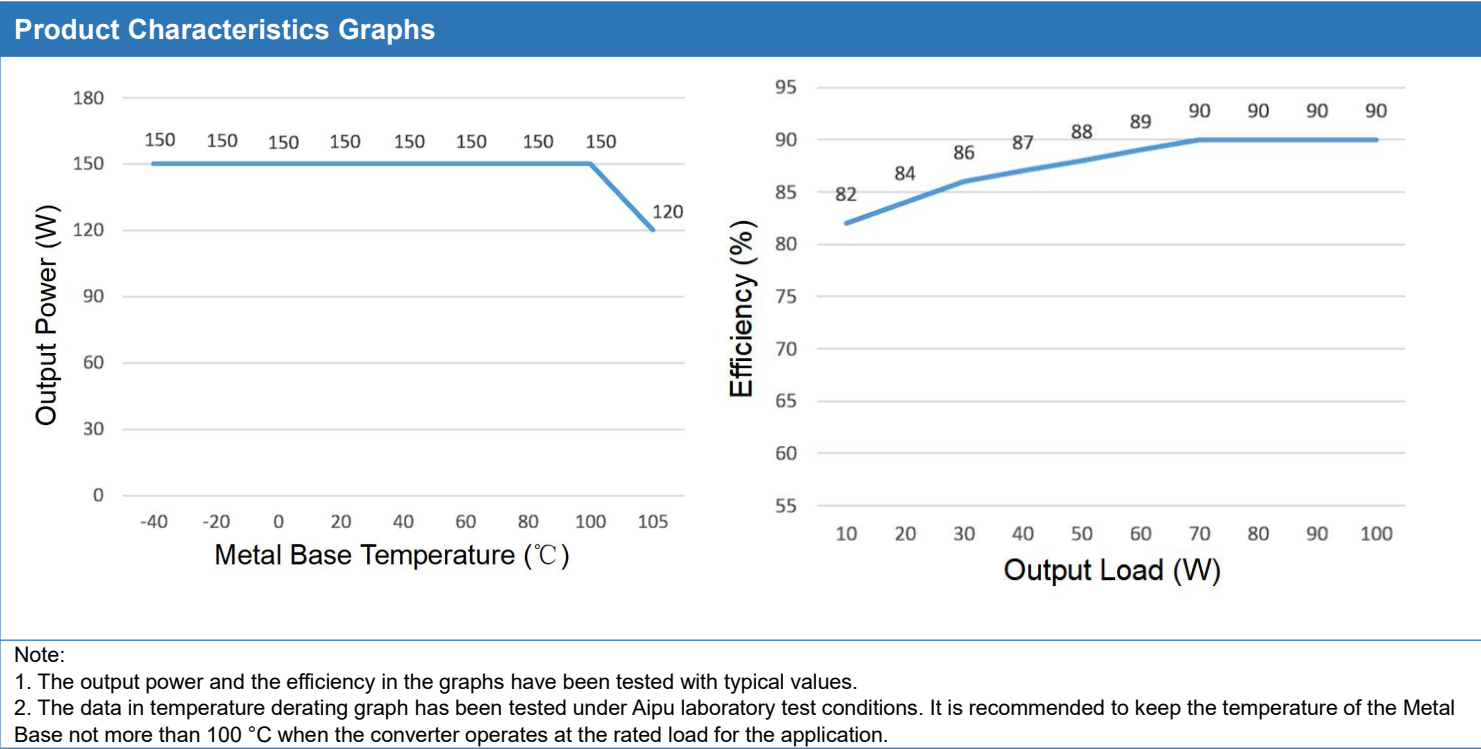 Product Characteristics Graphs
180
150
120
90
60
30
0
150 150 150 150 150 150 150 150
120
-40 -20 0 20 40 60 80 100 105
Output Power (W)
Metal Base Temperature (℃)
95
90
85
80
75
70
65
60
55
82 84 86 87 88 89 90 90 90 90
10 20 30 40 50 60 70 80 90 100
Efficiency (%)
Output Load (W)
Note:
1. The output power and the efficiency in the graphs have been tested with typical values.
2. The data in temperature derating graph has been tested under Aipu laboratory test conditions. It is recommended to keep the temperature of the Metal
Base not more than 100 °C when the converter operates at the rated load for the application.